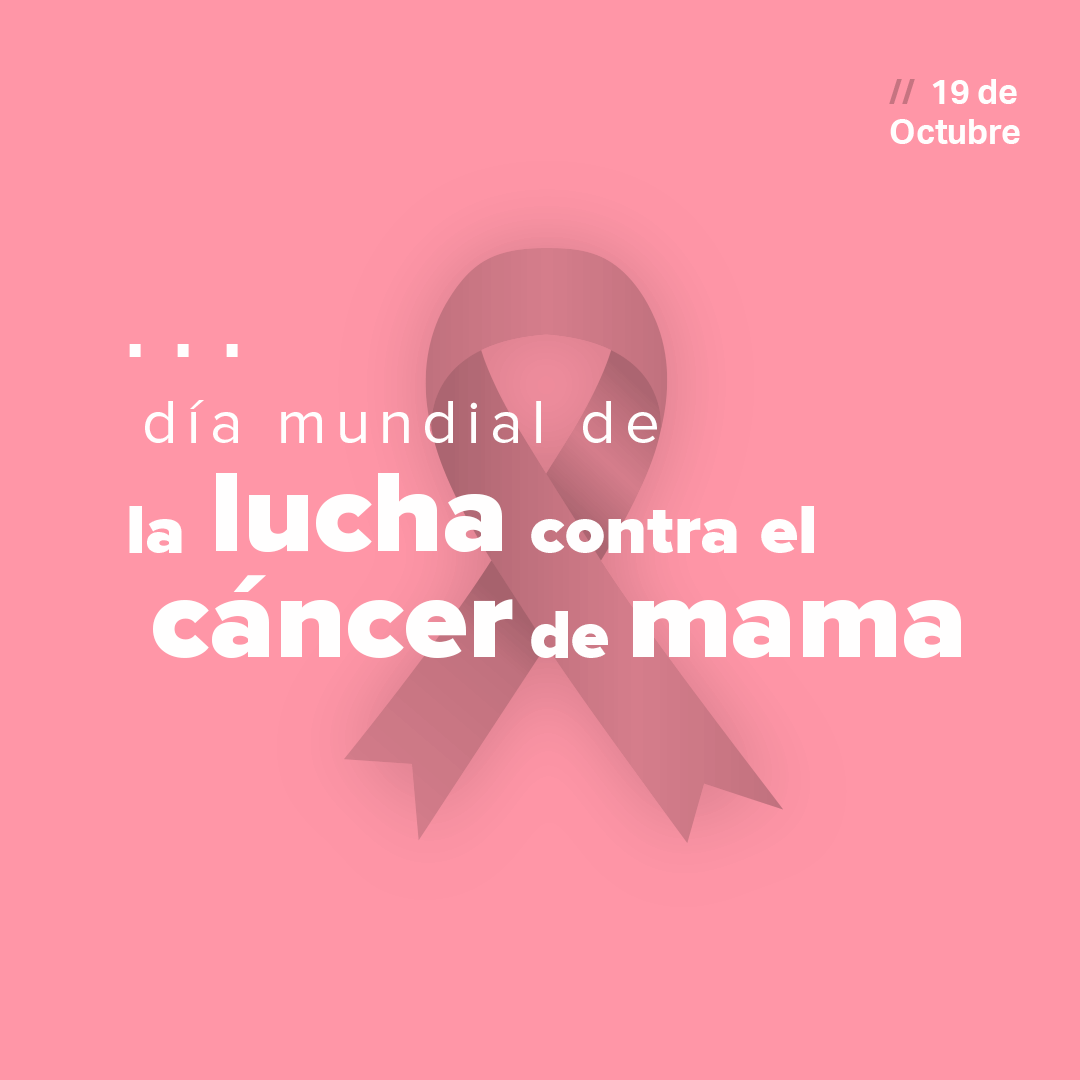 // 19 de
Octubre
...
día mundial de
la lucha contra el
cáncer de mama